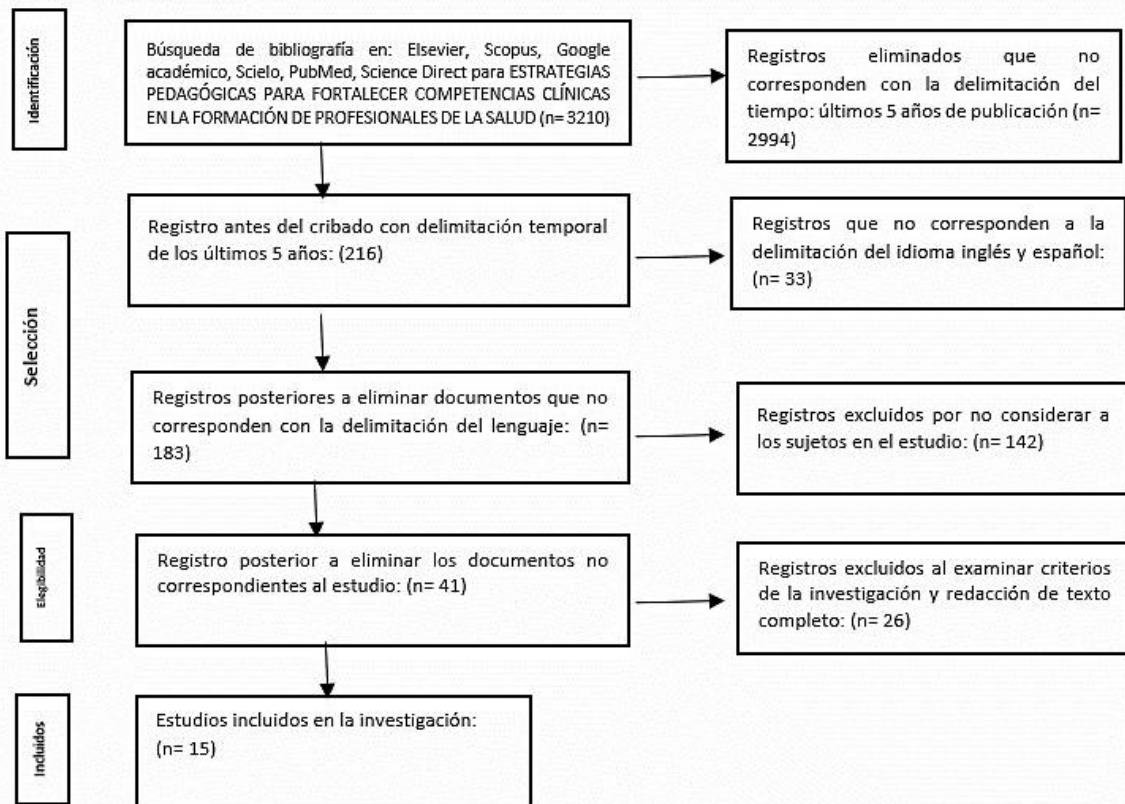 Identificación
Búsqueda de bibliografía en: Elsevier, Scopus, Google
académico, Scielo, PubMed, Science Direct para ESTRATEGIAS
PEDAGÓGICAS PARA FORTALECER COMPETENCIAS CLÍNICAS
EN LA FORMACIÓN DE PROFESIONALES DE LA SALUD (n= 3210)
Registros eliminados que no
corresponden con la delimitación del
tiempo: últimos 5 años de publicación (n=
2994)
Selección
Registro antes del cribado con delimitación temporal
de los últimos 5 años: (216)
Registros que no corresponden a la
delimitación del idioma inglés y español:
(n= 33)
Registros posteriores a eliminar documentos que no
corresponden con la delimitación del lenguaje: (n=
183)
Registros excluidos por no considerar a
los sujetos en el estudio: (n= 142)
Elegibilidad
Registro posterior a eliminar los documentos no
correspondientes al estudio: (n= 41)
Registros excluidos al examinar criterios
de la investigación y redacción de texto
completo: (n= 26)
Incluidos
Estudios incluidos en la investigación:
(n= 15)